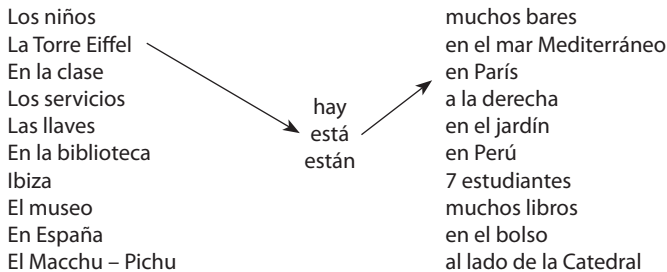 Los niños
La Torre Eiffel
En la clase
Los servicios
Las llaves
En la biblioteca
Ibiza
El museo
En España
El Macchu – Pichu
hay
está
están
muchos bares
en el mar Mediterráneo
en París
a la derecha
en el jardín
en Perú
7 estudiantes
muchos libros
en el bolso
al lado de la Catedral